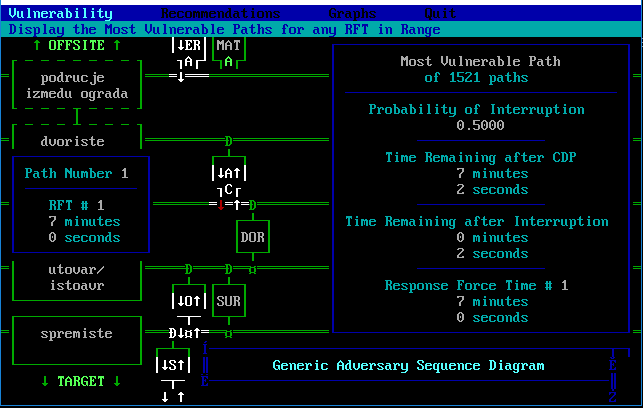 Vulnerability Recommendations Graphs Quit
Display the Most Vulnerable Paths for any RFT in Range
↑ OFFSITE ↑
↓ER MAT
A A
↓
podrucje
izmedu ograda
dvoriste
D
Path Number 1
RFT # 1
7 minutes
0 seconds
↓A↑
C
↓ ↑ D
DOR
utovar/
istoavr
D D ¤
↓O↑ SUR
spremiste
D↓¤↑ ¤
↓S↑
↓ TARGET ↓
↓ ↑
Most Vulnerable Path
of 1521 paths
Probability of Interruption
0.5000
Time Remaining after CDP
7 minutes
2 seconds
Time Remaining after Interruption
0 minutes
2 seconds
Response Force Time # 1
7 minutes
0 seconds
Generic Adversary Sequence Diagram